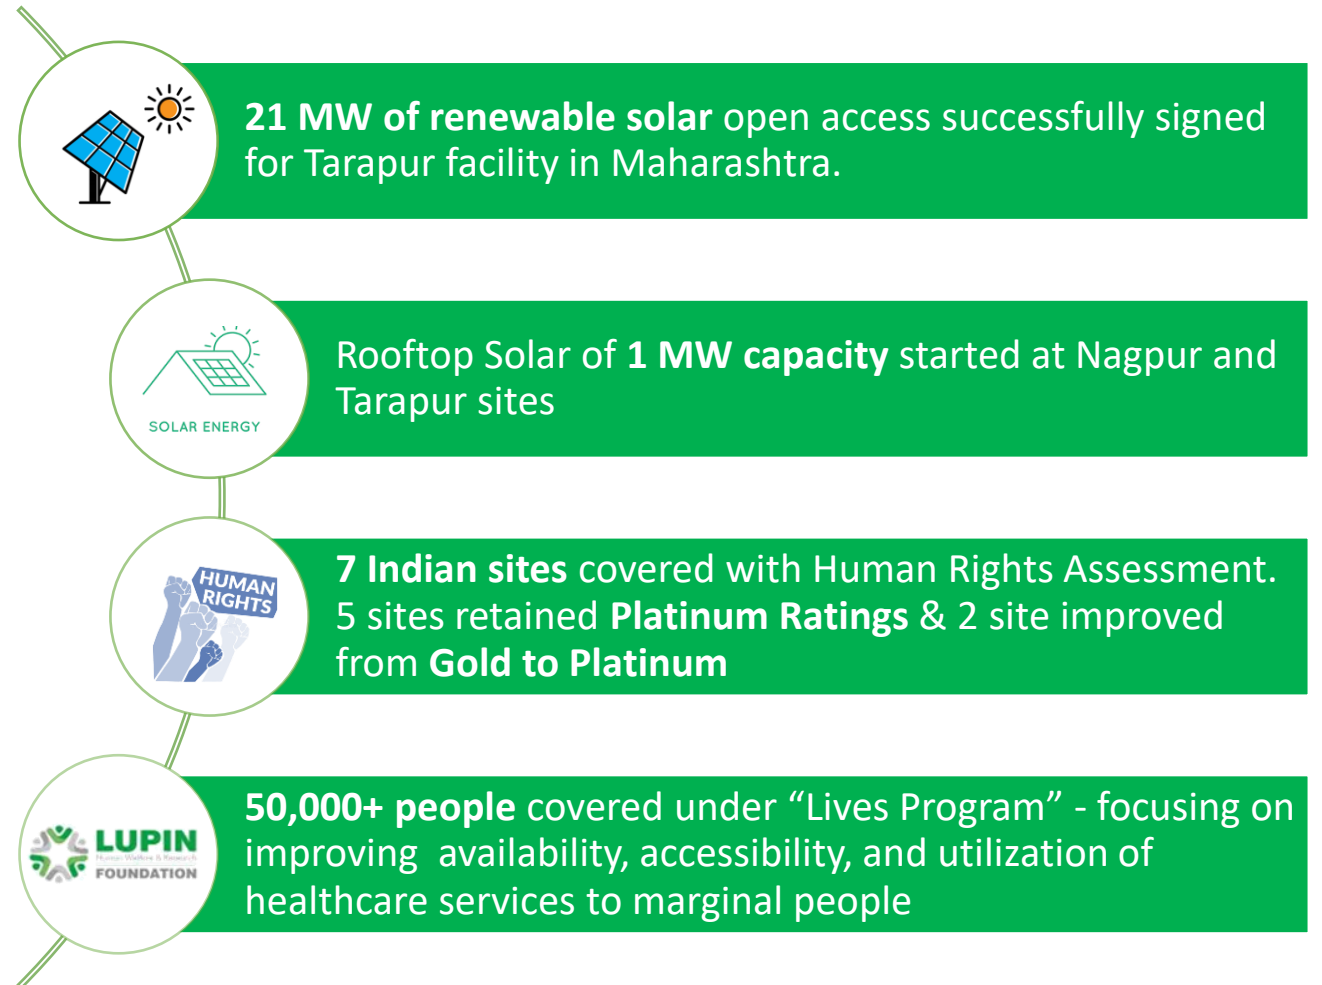 21 MW of renewable solar open access successfully signed
for Tarapur facility in Maharashtra.
SOLAR ENERGY
Rooftop Solar of 1 MW capacity started at Nagpur and
Tarapur sites
HUMAN
RIGHTS
7 Indian sites covered with Human Rights Assessment.
5 sites retained Platinum Ratings & 2 site improved
from Gold to Platinum
LUPIN
Human Welfare & Research
FOUNDATION
50,000+ people covered under “Lives Program” - focusing on
improving  availability, accessibility, and utilization of
healthcare services to marginal people